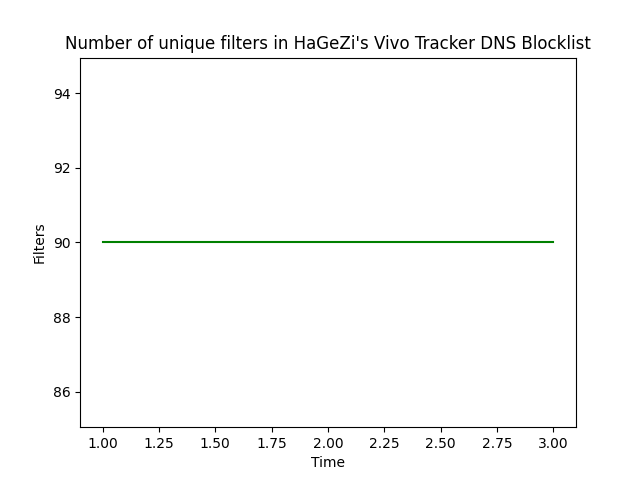 Number of unique filters in HaGeZi's Vivo Tracker DNS Blocklist
94
92
90
88
86
Filters
1.00 1.25 1.50 1.75 2.00 2.25 2.50 2.75 3.00
Time